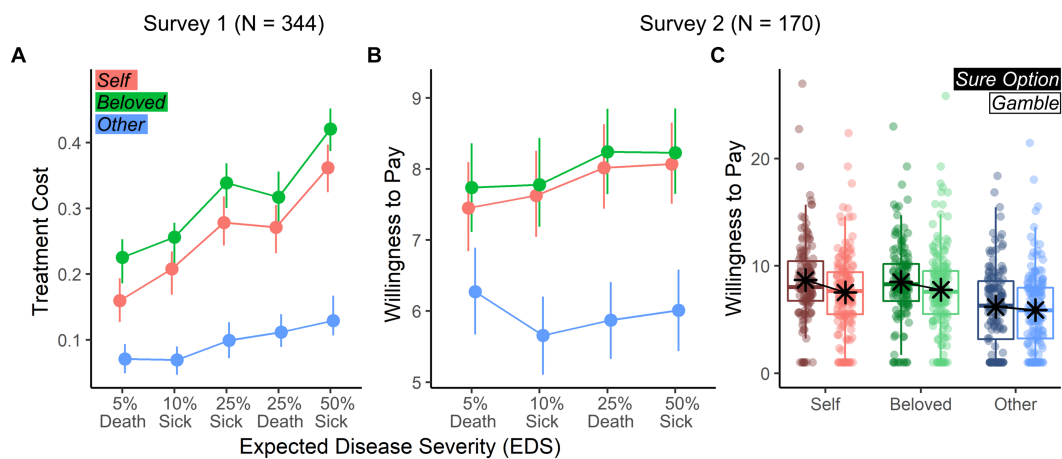 Survey 1 (N = 344)
Survey 2 (N = 170)
A
Self
Beloved
Other
Treatment Cost
0.4
0.3
0.2
0.1
5% Death
10% Sick
25% Sick
25% Death
50% Sick
B
Willingness to Pay
9
8
7
6
5
5% Death
10% Sick
25% Death
50% Sick
Expected Disease Severity (EDS)
C
Sure Option
Gamble
Willingness to Pay
20
10
0
Self
Beloved
Other